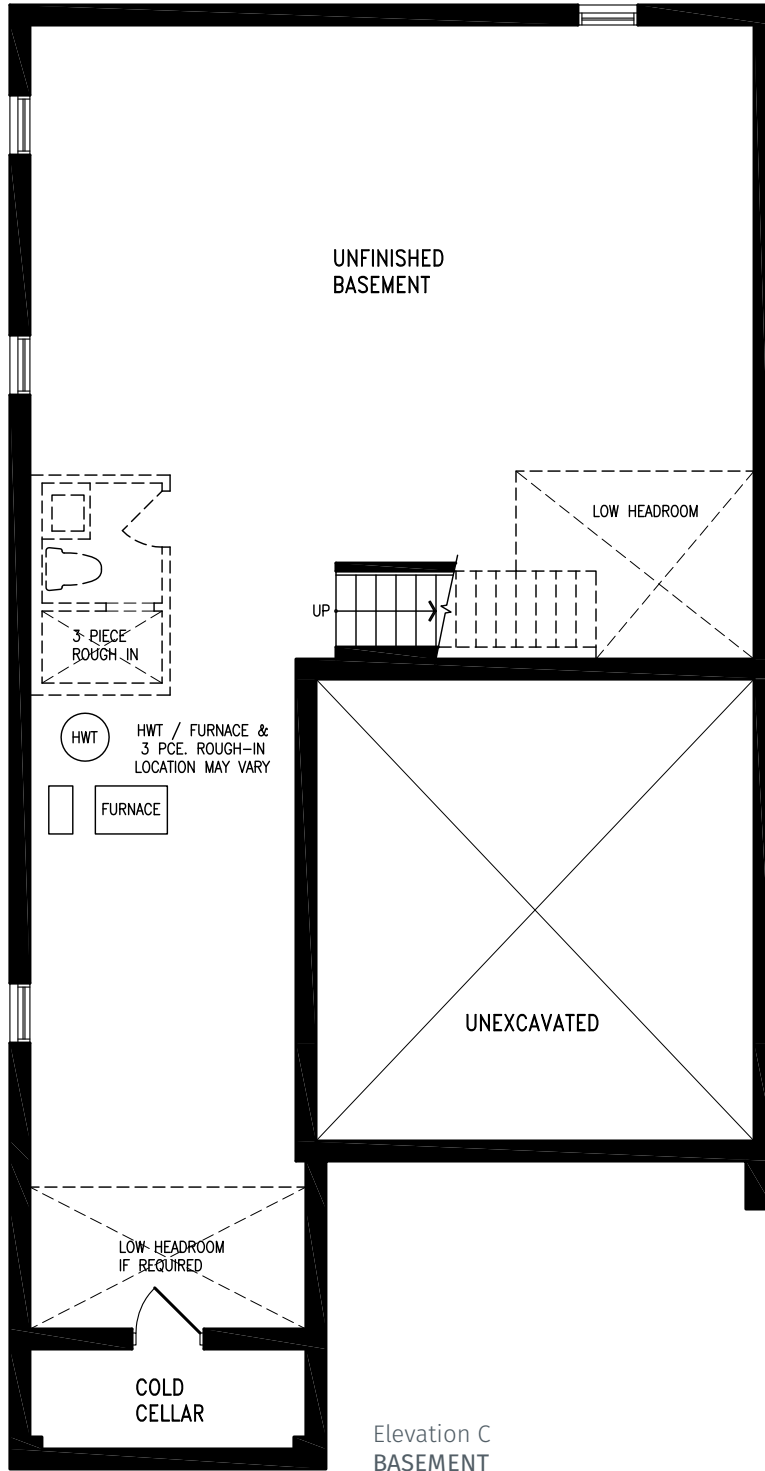 UNFINISHED
BASEMENT
LOW HEADROOM
UP
3 PIECE
ROUGH IN
HWT
HWT / FURNACE &
3 PCE. ROUGH-IN
LOCATION MAY VARY
FURNACE
UNEXCAVATED
LOW HEADROOM
IF REQUIRED
COLD
CELLAR
Elevation C
BASEMENT